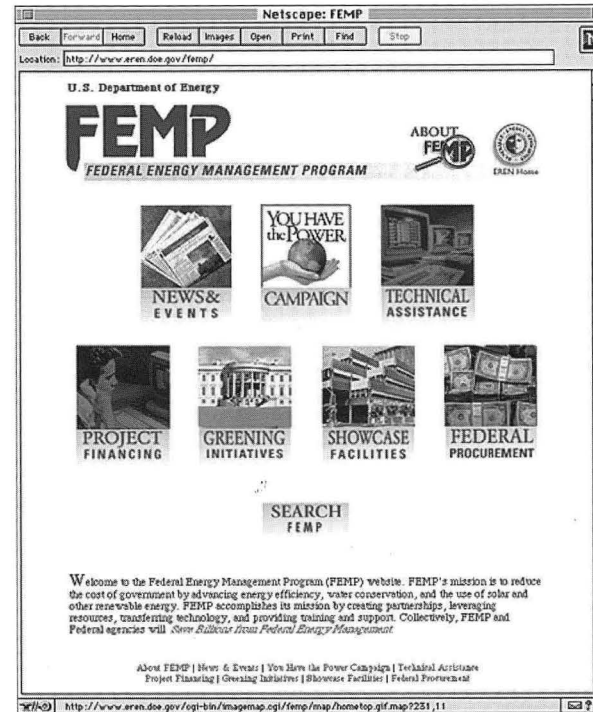 Netscape: FEMP
Back Forward Home Reload Images Open Print Find Stop
Location: http://www.eren.doe.gov/femp/
U.S. Department of Energy
FEMP
FEDERAL ENERGY MANAGEMENT PROGRAM
ABOUT
FEMP
EREN Home
NEWS&
EVENTS
YOU HAVE
the POWER
CAMPAIGN
TECHNICAL
ASSISTANCE
PROJECT
FINANCING
GREENING
INITIATIVES
SHOWCASE
FACILITIES
FEDERAL
PROCUREMENT
SEARCH
FEMP
Welcome to the Federal Energy Management Program (FEMP) website. FEMP's mission is to reduce
the cost of government by advancing energy efficiency, water conservation, and the use of solar and
other renewable energy. FEMP accomplishes its mission by creating partnerships, leveraging
resources, transferring technology, and providing training and support. Collectively, FEMP and
Federal agencies will Save Billions from Federal Energy Management.
About FEMP | News & Events | You Have the Power Campaign | Technical Assistance
Project Financing | Greening Initiatives | Showcase Facilities | Federal Procurement
http://www.eren.doe.gov/cgi-bin/imagemap.cgi/femp/map/hometop.gif.map?231,11